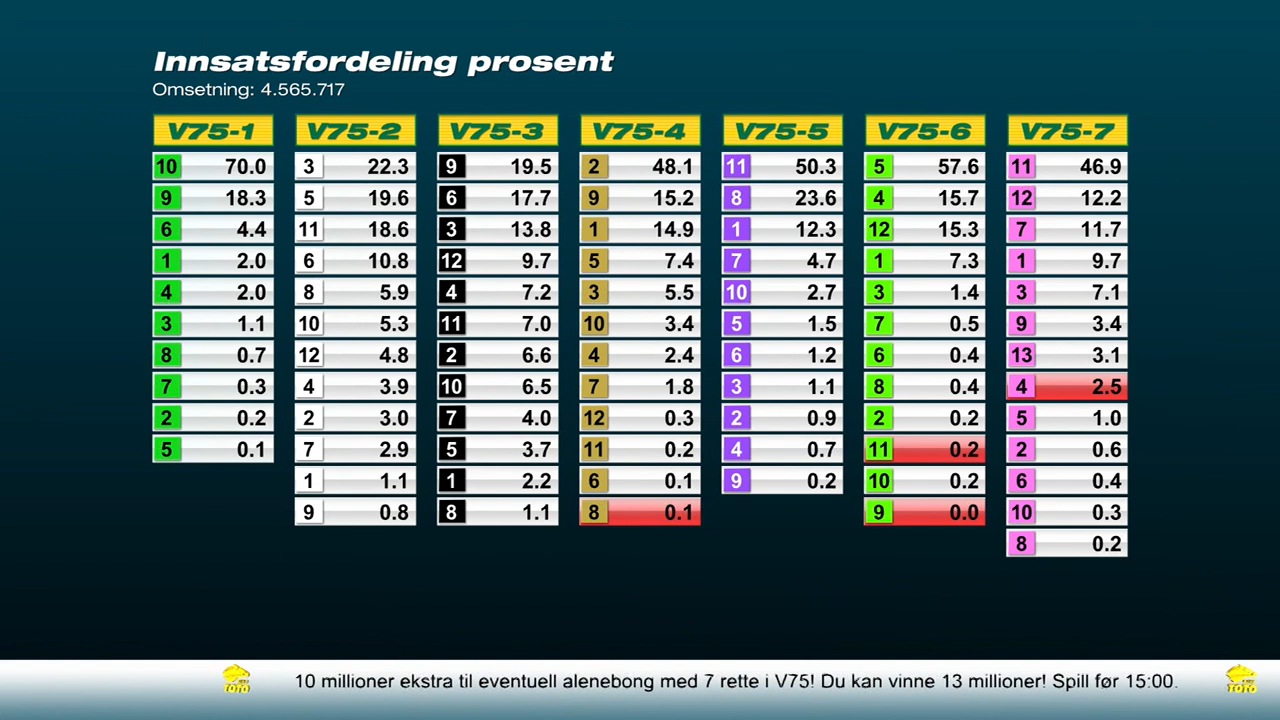 Innsatsfordeling prosent
Omsetning: 4.565.717
V75-1 V75-2 V75-3 V75-4 V75-5 V75-6 V75-7
10 70.0 3 22.3 9 19.5 2 48.1 11 50.3 5 57.6 11 46.9
9 18.3 5 19.6 6 17.7 9 15.2 8 23.6 4 15.7 12 12.2
6 4.4 11 18.6 3 13.8 1 14.9 1 12.3 12 15.3 7 11.7
1 2.0 6 10.8 12 9.7 5 7.4 7 4.7 1 7.3 1 9.7
4 2.0 8 5.9 4 7.2 3 5.5 10 2.7 3 1.4 3 7.1
3 1.1 10 5.3 11 7.0 10 3.4 5 1.5 7 0.5 9 3.4
8 0.7 12 4.8 2 6.6 4 2.4 6 1.2 6 0.4 13 3.1
7 0.3 4 3.9 10 6.5 7 1.8 3 1.1 8 0.4 4 2.5
2 0.2 2 3.0 7 4.0 12 0.3 2 0.9 2 0.2 5 1.0
5 0.1 7 2.9 5 3.7 11 0.2 4 0.7 11 0.2 2 0.6
1 1.1 1 2.2 6 0.1 9 0.2 10 0.2 6 0.4
9 0.8 8 1.1 8 0.1 9 0.0 10 0.3
8 0.2
10 millioner ekstra til eventuell alenebong med 7 rette i V75! Du kan vinne 13 millioner! Spill før 15:00.